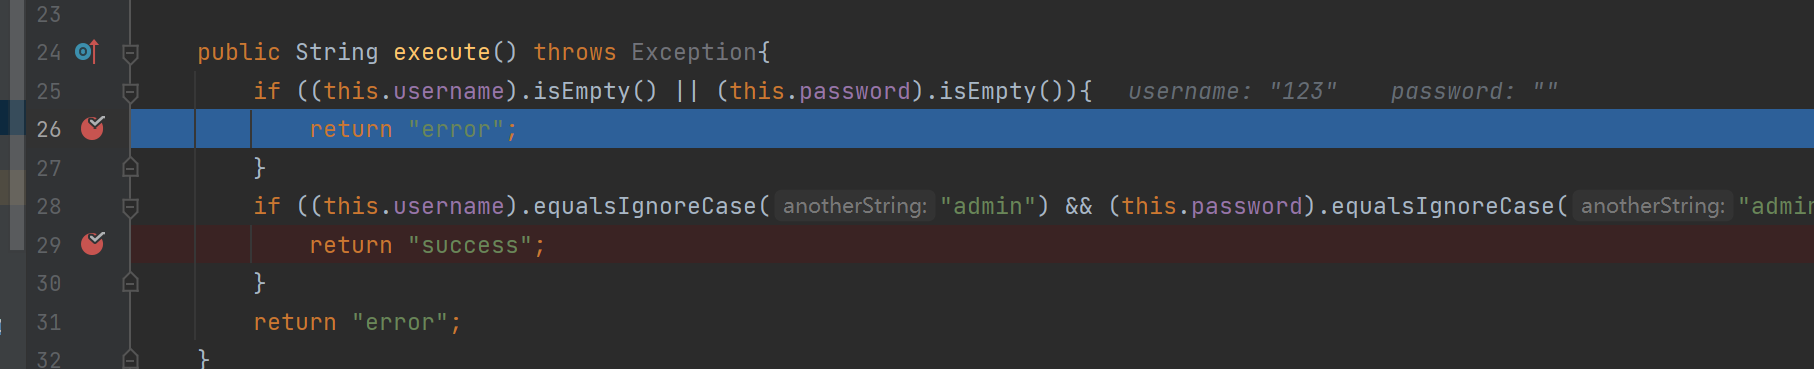 23
24 public String execute() throws Exception{
25 if ((this.username).isEmpty() || (this.password).isEmpty()){ username: "123" password: ""
26 return "error";
27 }
28 if ((this.username).equalsIgnoreCase( anotherString: "admin") && (this.password).equalsIgnoreCase( anotherString: "admin
29 return "success";
30 }
31 return "error";
32 }